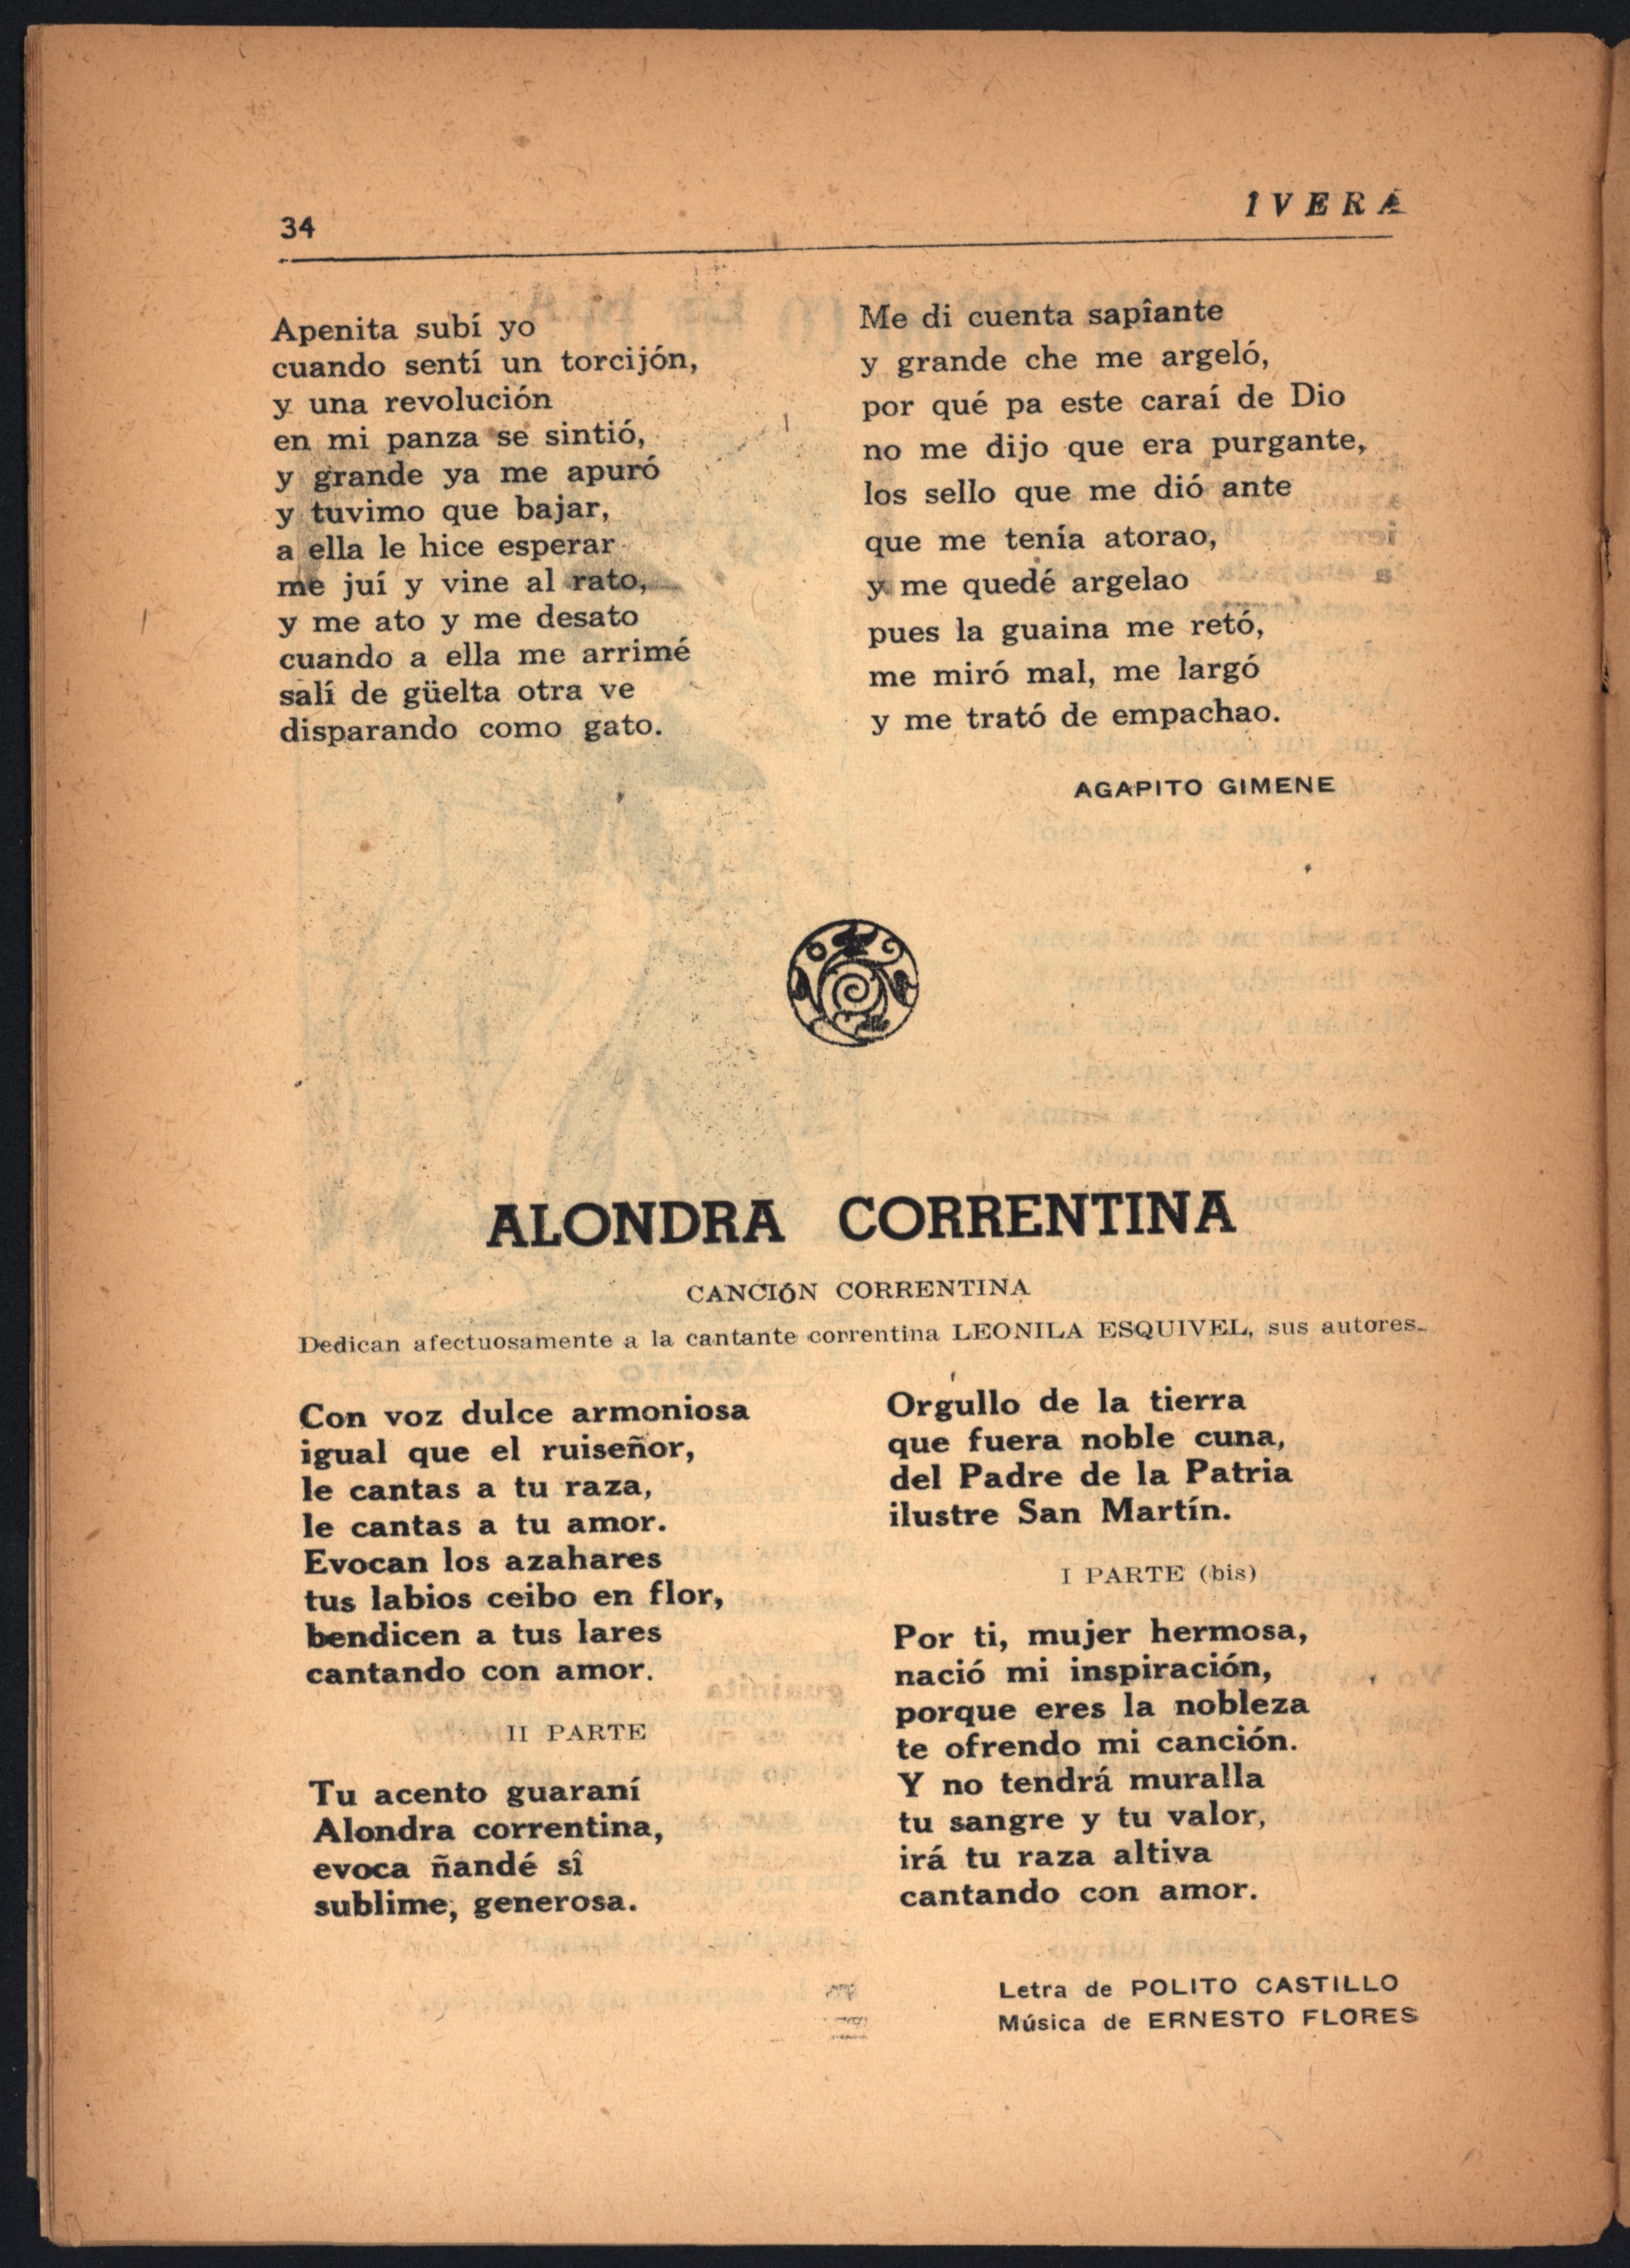 34
ÎVERÁ
Apenita subí yo
cuando sentí un torcijón,
y una revolución
en mi panza se sintió,
y grande ya me apuró
y tuvimo que bajar,
a ella le hice esperar
me juí y vine al rato,
y me ato y me desato
cuando a ella me arrimé
salí de güelta otra ve
disparando como gato.
Me di cuenta sapîante
y grande che me argeló,
por qué pa este caraí de Dio
no me dijo que era purgante,
los sello que me dió ante
que me tenía atorao,
y me quedé argelao
pues la guaina me retó,
me miró mal, me largó
y me trató de empachao.
AGAPITO GIMENE
ALONDRA CORRENTINA
CANCIÓN CORRENTINA
Dedican afectuosamente a la cantante correntina LEONILA ESQUIVEL, sus autores.
Con voz dulce armoniosa
igual que el ruiseñor,
le cantas a tu raza,
le cantas a tu amor.
Evocan los azahares
tus labios ceibo en flor,
bendicen a tus lares
cantando con amor.
II PARTE
Tu acento guaraní
Alondra correntina,
evoca ñandé sî
sublime, generosa.
Orgullo de la tierra
que fuera noble cuna,
del Padre de la Patria
ilustre San Martín.
I PARTE (bis)
Por ti, mujer hermosa,
nació mi inspiración,
porque eres la nobleza
te ofrendo mi canción.
Y no tendrá muralla
tu sangre y tu valor,
irá tu raza altiva
cantando con amor.
Letra de POLITO CASTILLO
Música de ERNESTO FLORES